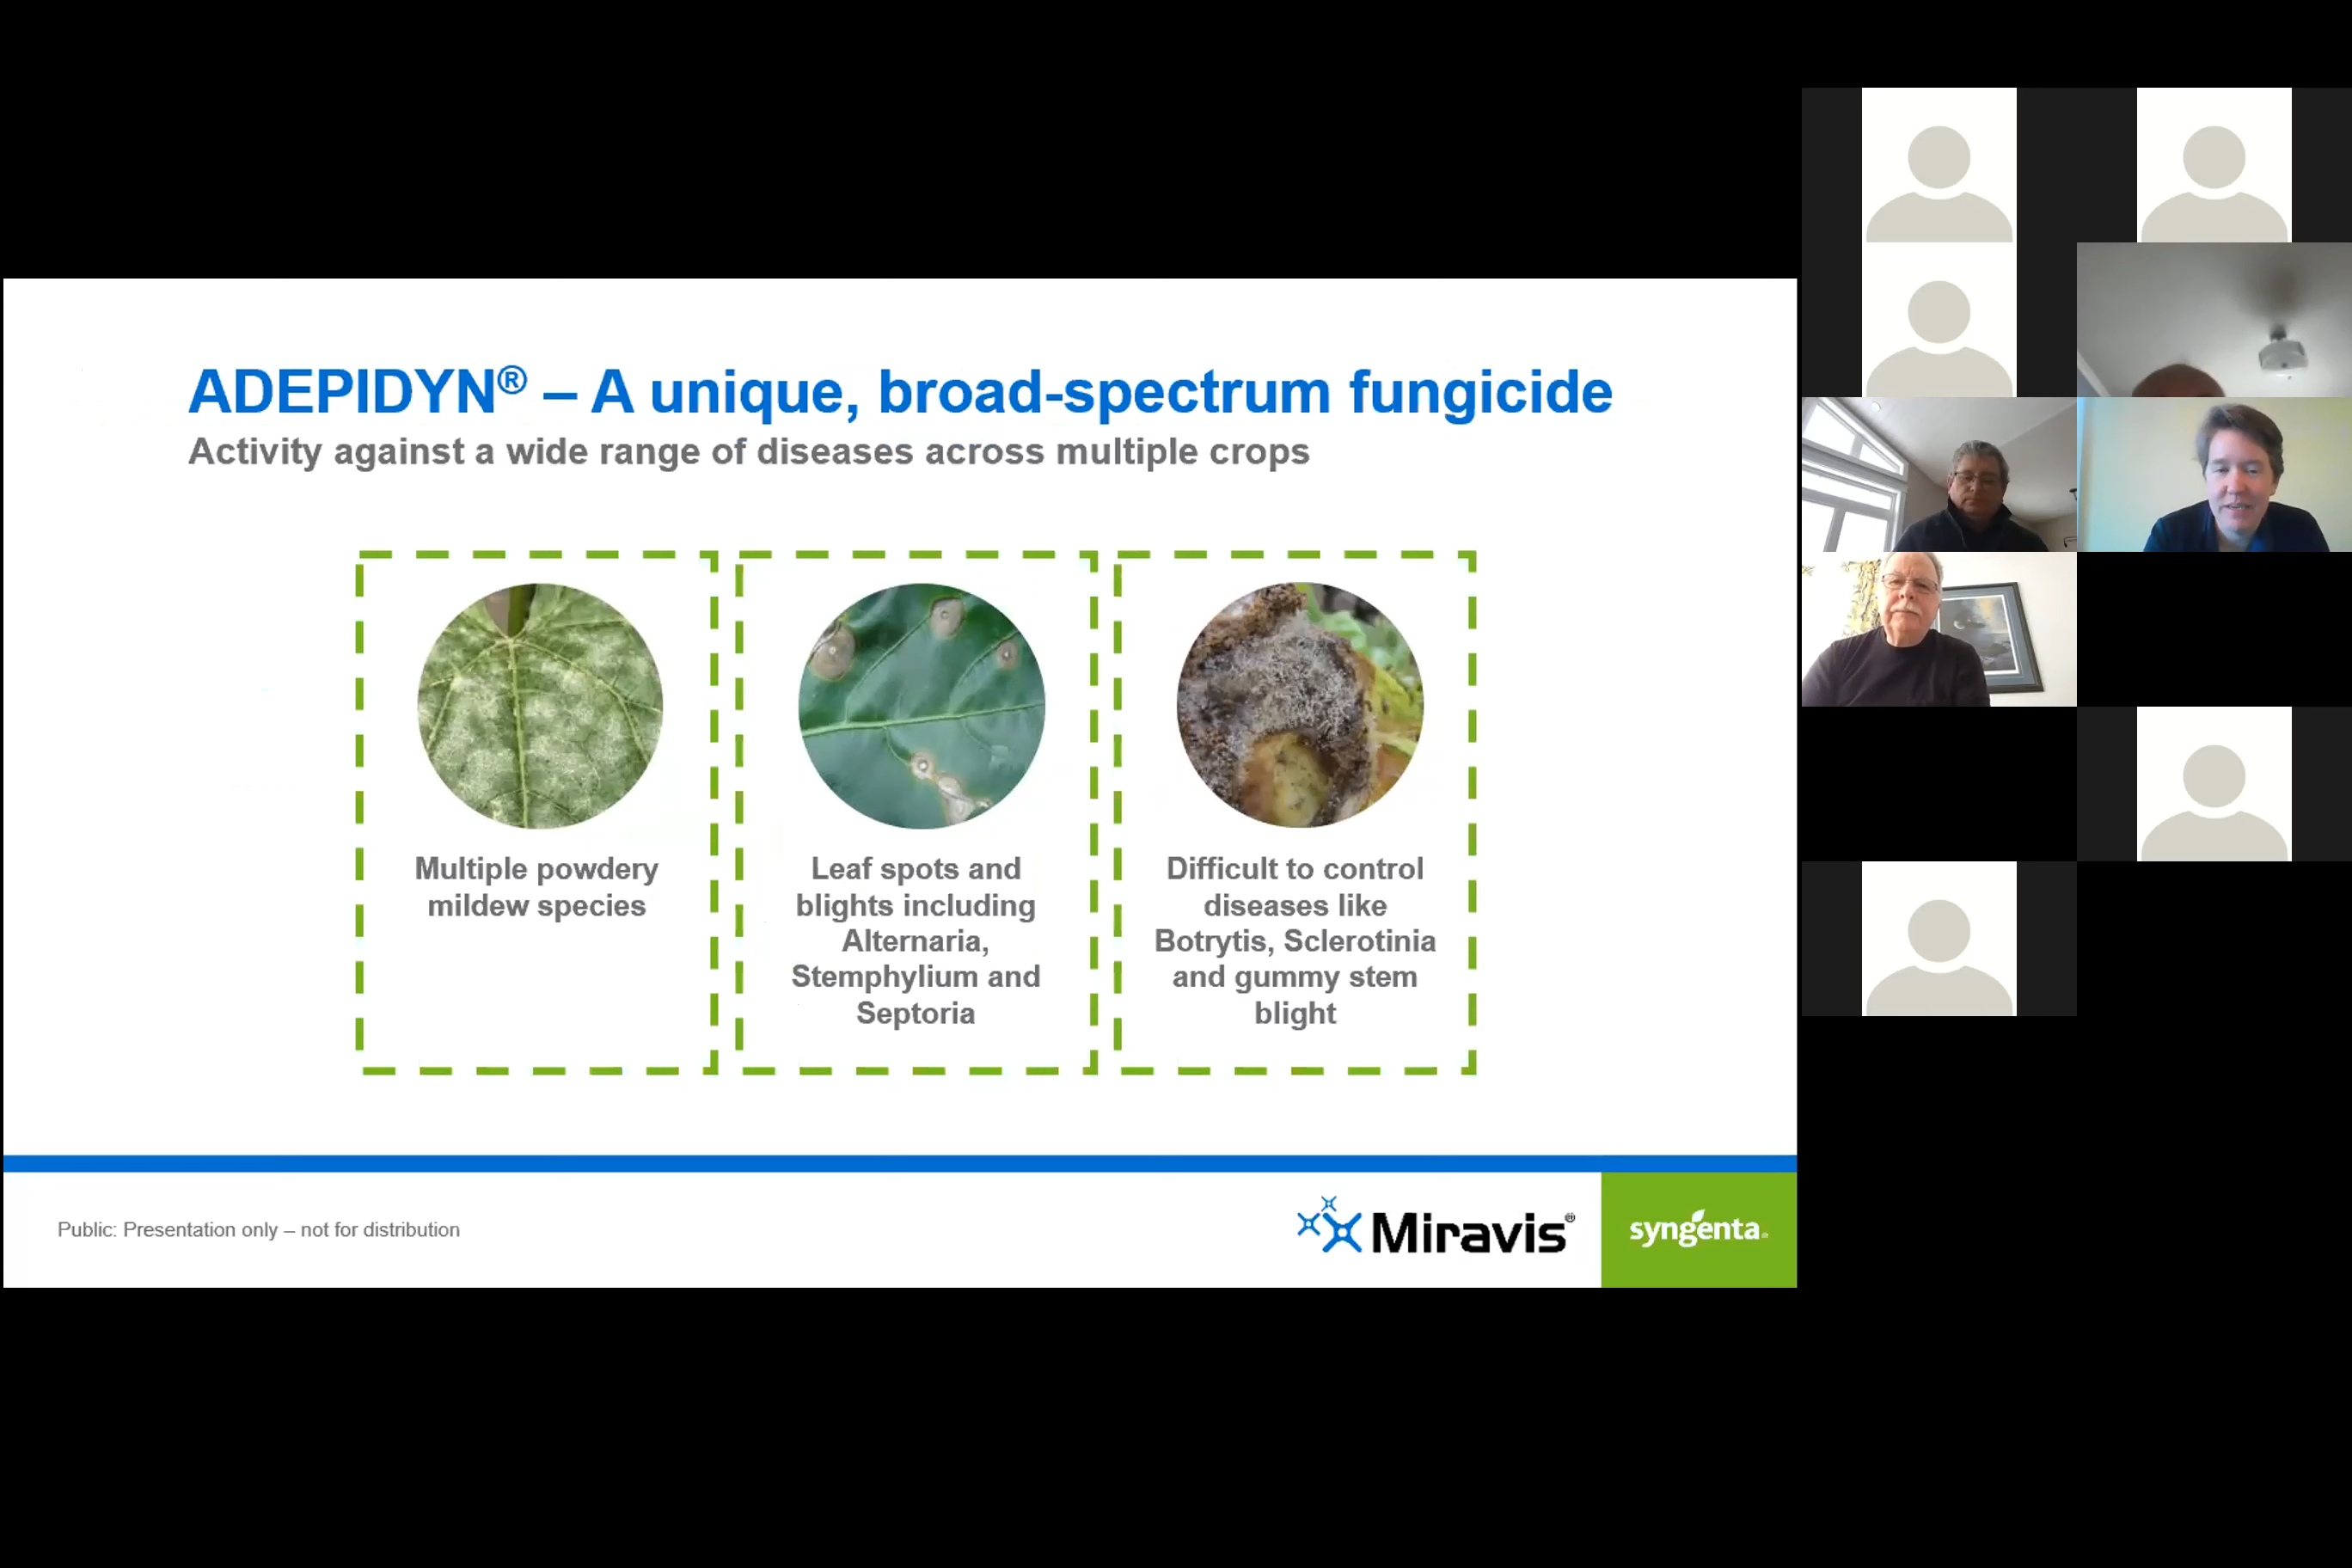 ADEPIDYN® – A unique, broad-spectrum fungicide
Activity against a wide range of diseases across multiple crops
Multiple powdery
mildew species
Leaf spots and
blights including
Alternaria,
Stemphylium and
Septoria
Difficult to control
diseases like
Botrytis, Sclerotinia
and gummy stem
blight
Public: Presentation only – not for distribution
Miravis®
syngenta®